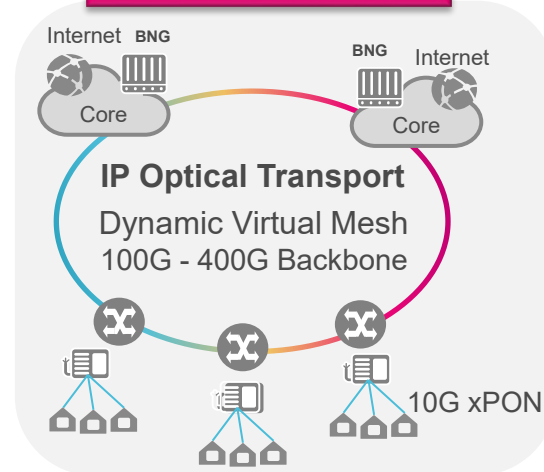 Internet BNG
Core
BNG Internet
Core
IP Optical Transport
Dynamic Virtual Mesh
100G - 400G Backbone
10G xPON